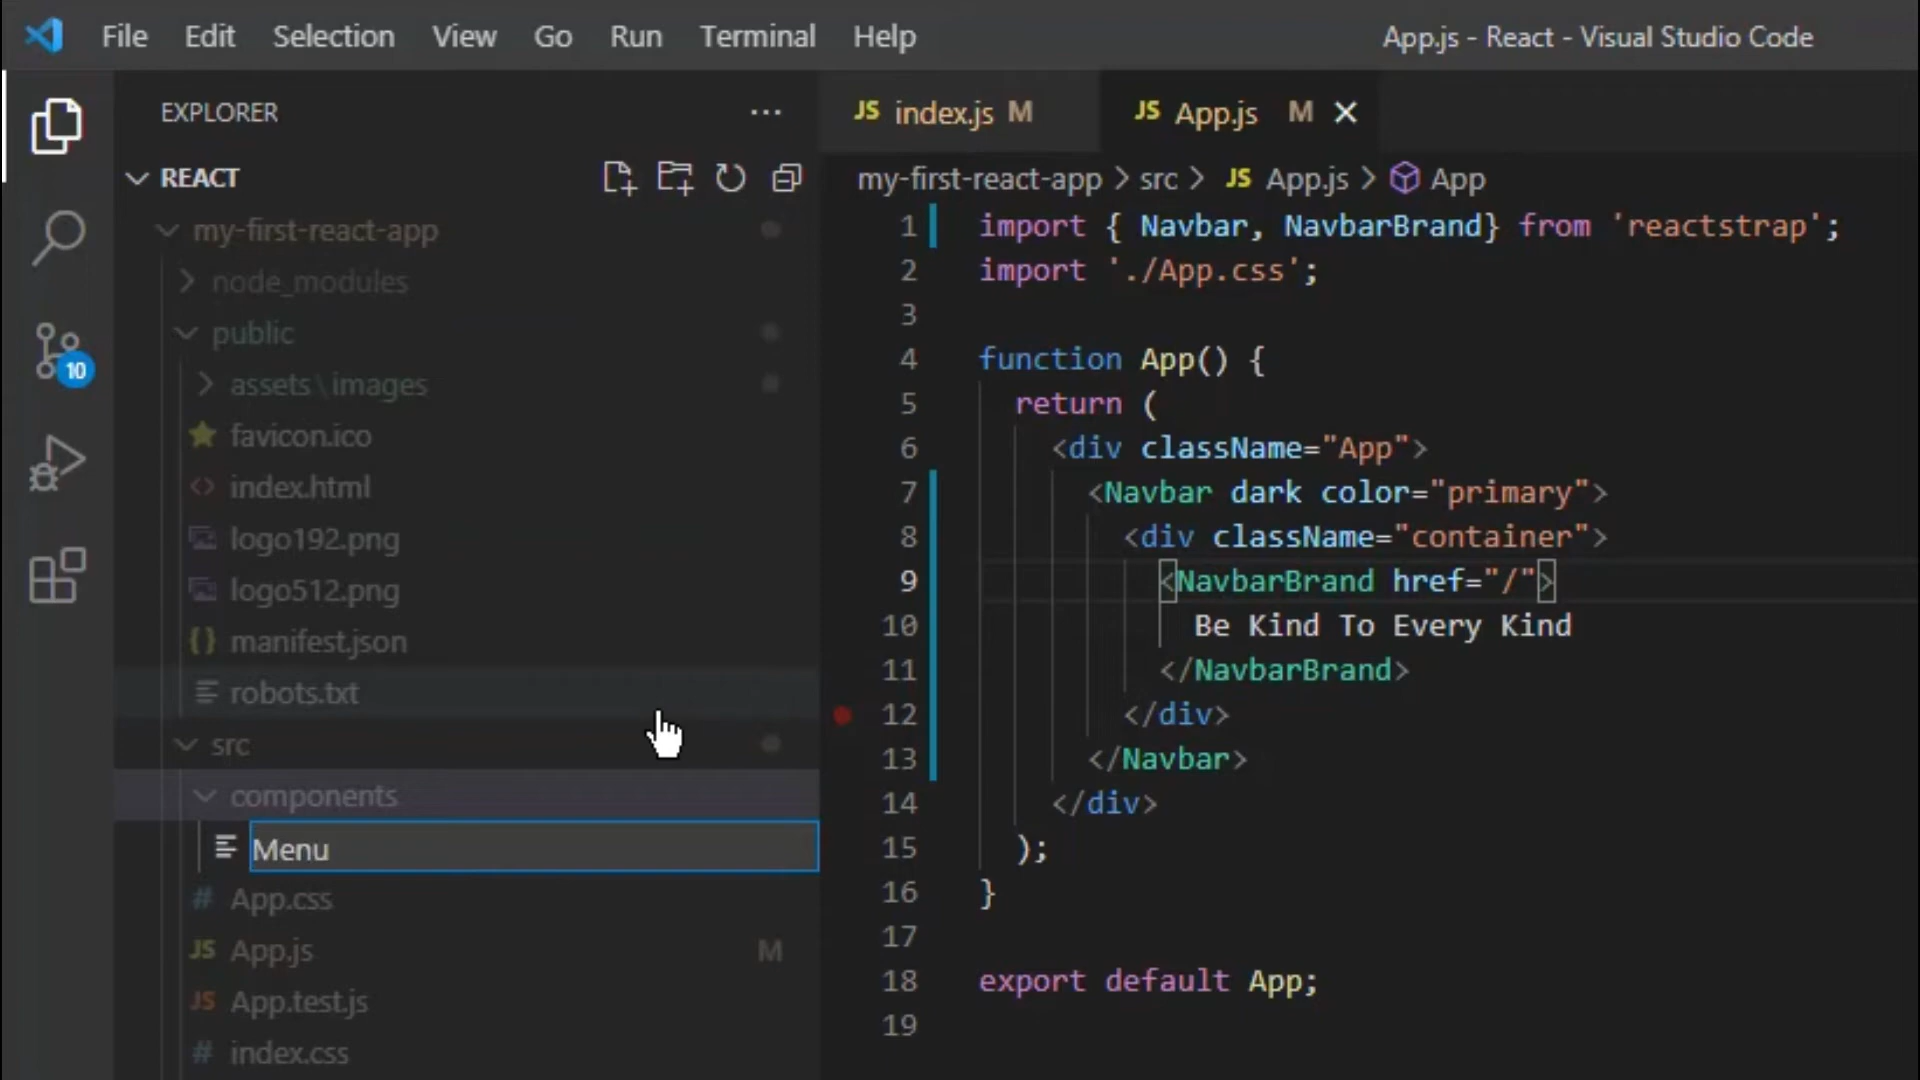 File Edit Selection View Go Run Terminal Help App.js - React - Visual Studio Code
EXPLORER ···
REACT
my-first-react-app
node_modules
public
assets\images
favicon.ico
<> index.html
logo192.png
logo512.png
{} manifest.json
robots.txt
src
components
Menu
# App.css
JS App.js M
JS App.test.js
# index.css
10
JS index.js M JS App.js M
my-first-react-app > src > JS App.js > App
1 import { Navbar, NavbarBrand} from 'reactstrap';
2 import './App.css';
3
4 function App() {
5 return (
6 <div className="App">
7 <Navbar dark color="primary">
8 <div className="container">
9 <NavbarBrand href="/">
10 Be Kind To Every Kind
11 </NavbarBrand>
12 </div>
13 </Navbar>
14 </div>
15 );
16 }
17
18 export default App;
19